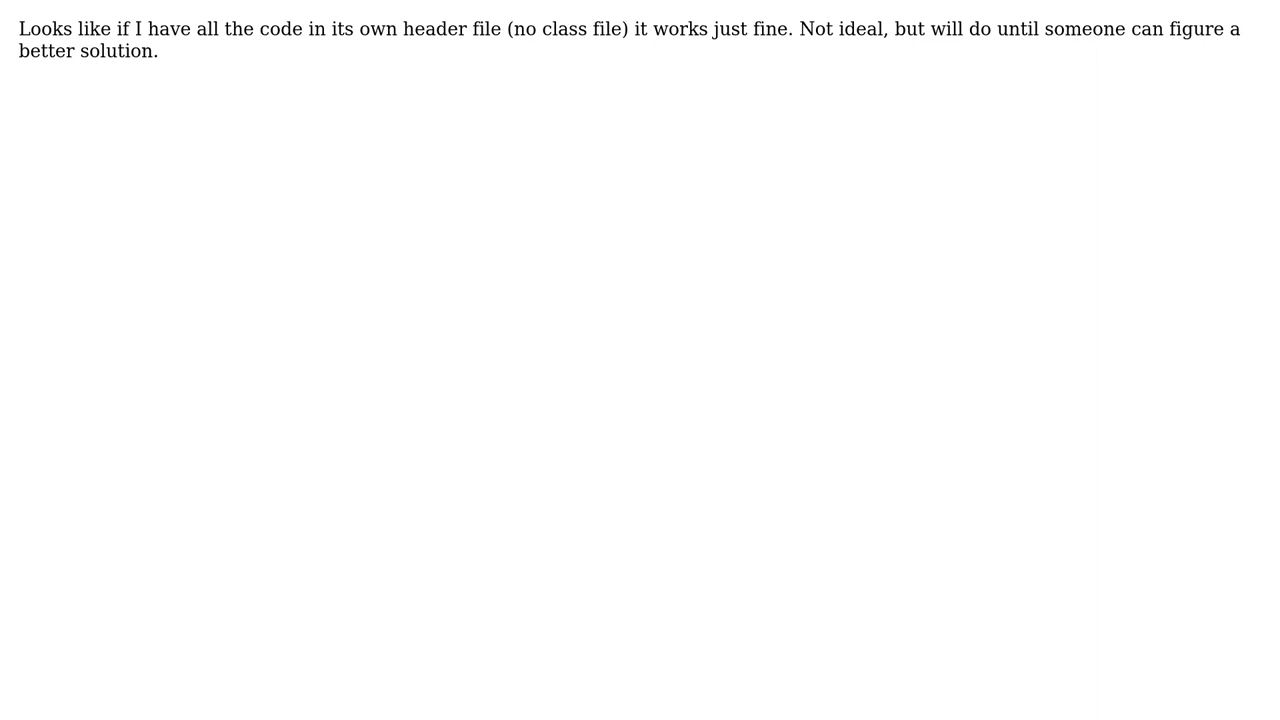 Looks like if I have all the code in its own header file (no class file) it works just fine. Not ideal, but will do until someone can figure a
better solution.